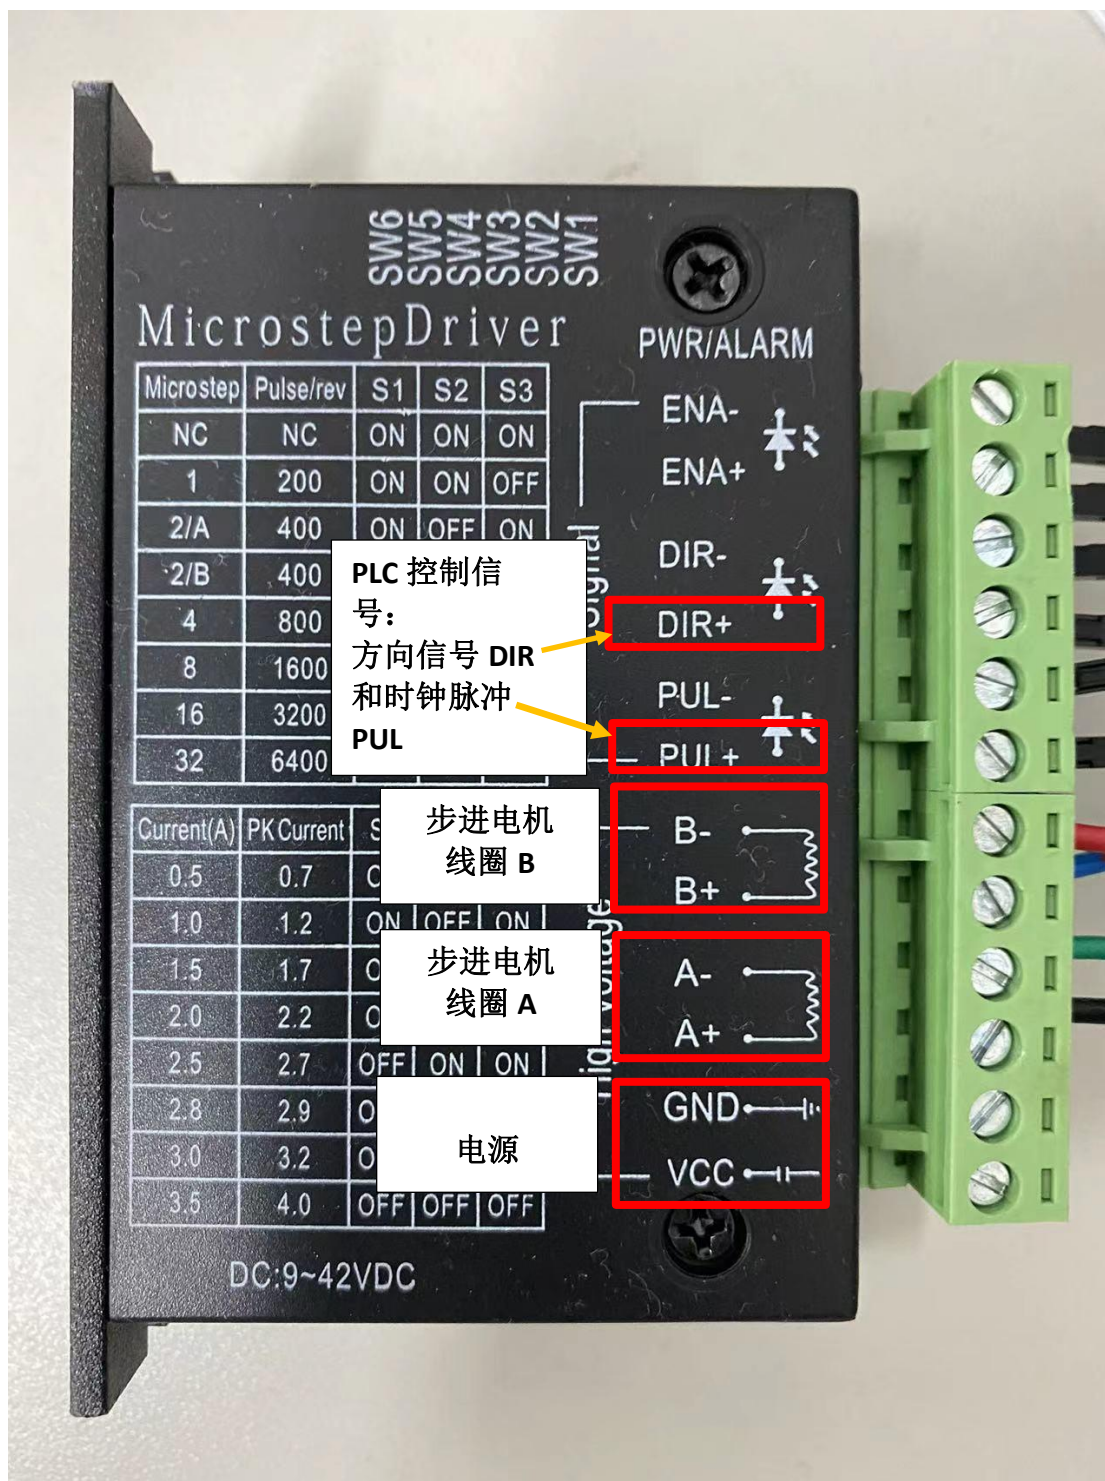 SW6
SW5
SW4
SW3
SW2
SW1
MicrostepDriver
PWR/ALARM
Microstep Pulse/rev S1 S2 S3
NC NC ON ON ON
1 200 ON ON OFF
2/A 400 ON OFF ON
2/B 400
4 800
8 1600
16 3200
32 6400
PLC 控制信
号：
方向信号 DIR
和时钟脉冲
PUL
ENA-
ENA+
DIR-
DIR+
PUL-
PUL+
Current(A) PK Current
0.5 0.7
1.0 1.2 ON OFF ON
1.5 1.7
2.0 2.2
2.5 2.7 OFF ON ON
2.8 2.9
3.0 3.2
3.5 4.0 OFF OFF OFF
步进电机
线圈 B
B-
B+
步进电机
线圈 A
A-
A+
电源
GND
VCC
DC:9~42VDC